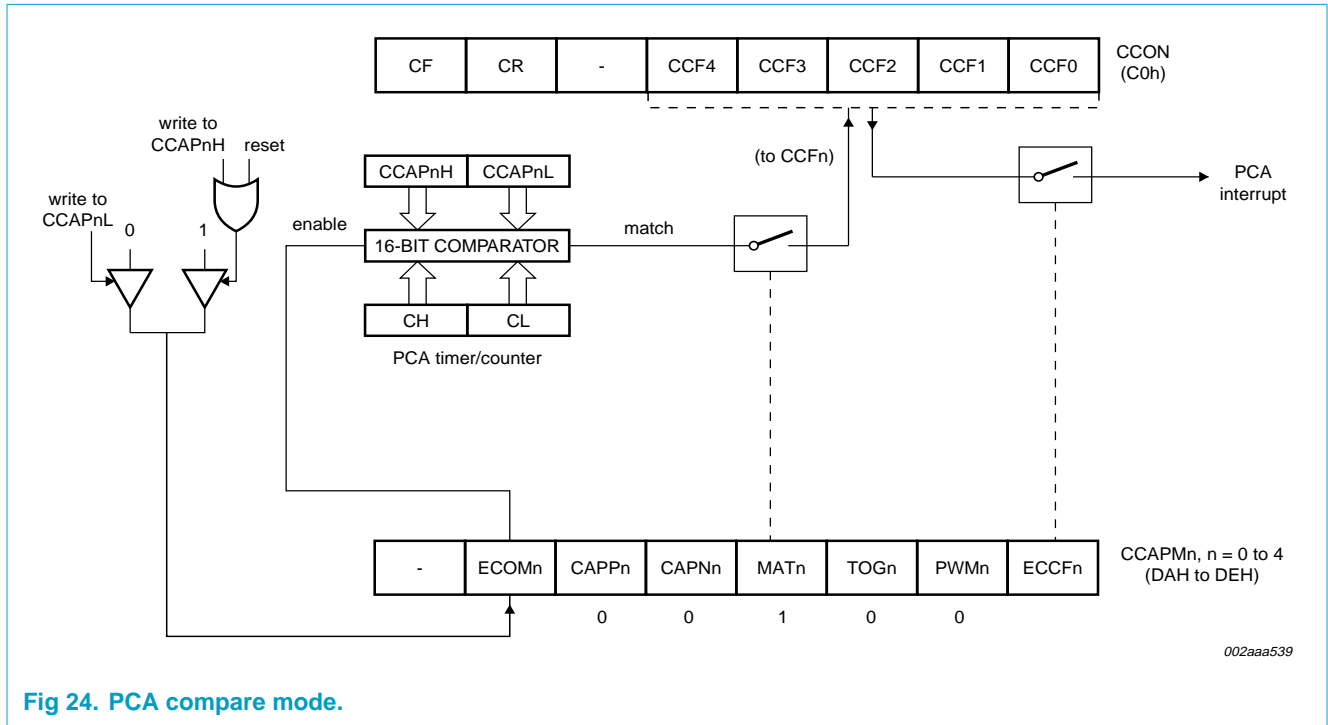 CF CR - CCF4 CCF3 CCF2 CCF1 CCF0
CCON
(C0h)
write to
CCAPnH reset
write to
CCAPnL
0 1
enable
CCAPnH CCAPnL
16-BIT COMPARATOR
CH CL
PCA timer/counter
match
(to CCFn)
PCA
interrupt
- ECOMn CAPPn CAPNn MATn TOGn PWMn ECCFn
CCAPMn, n = 0 to 4
(DAH to DEH)
0 0 1 0 0
002aaa539
Fig 24. PCA compare mode.